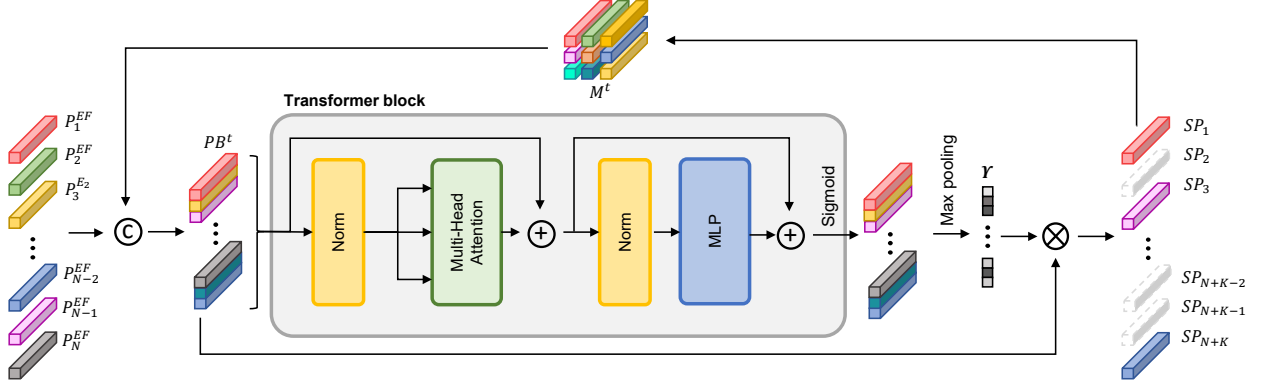 M^t
Transformer block
P_1^{EF}
P_2^{EF}
P_3^{E_2}
P_{N-2}^{EF}
P_{N-1}^{EF}
P_N^{EF}
C
PB^t
Norm
Multi-Head
Attention
+
Norm
MLP
+
Sigmoid
Max pooling
ϒ
SP_1
SP_2
SP_3
SP_{N+K-2}
SP_{N+K-1}
SP_{N+K}